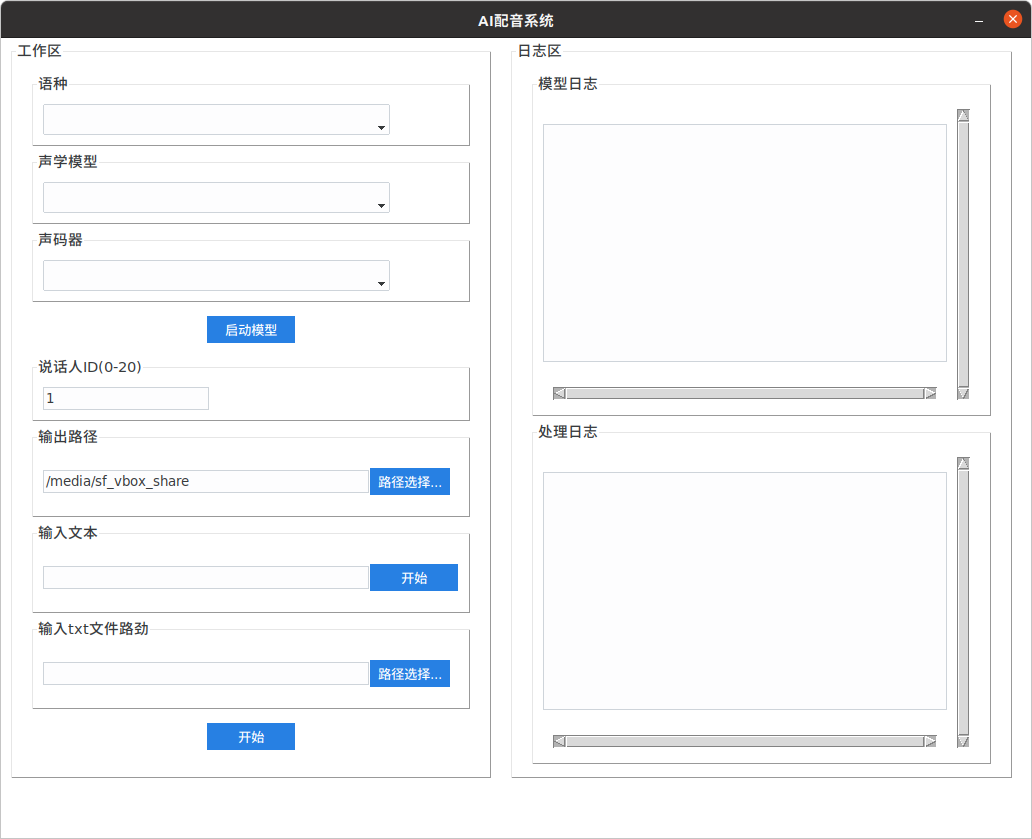 AI配音系统
工作区
语种
声学模型
声码器
启动模型
说话人ID(0-20)
1
输出路径
/media/sf_vbox_share
路径选择...
输入文本
开始
输入txt文件路劲
路径选择...
开始
日志区
模型日志
处理日志